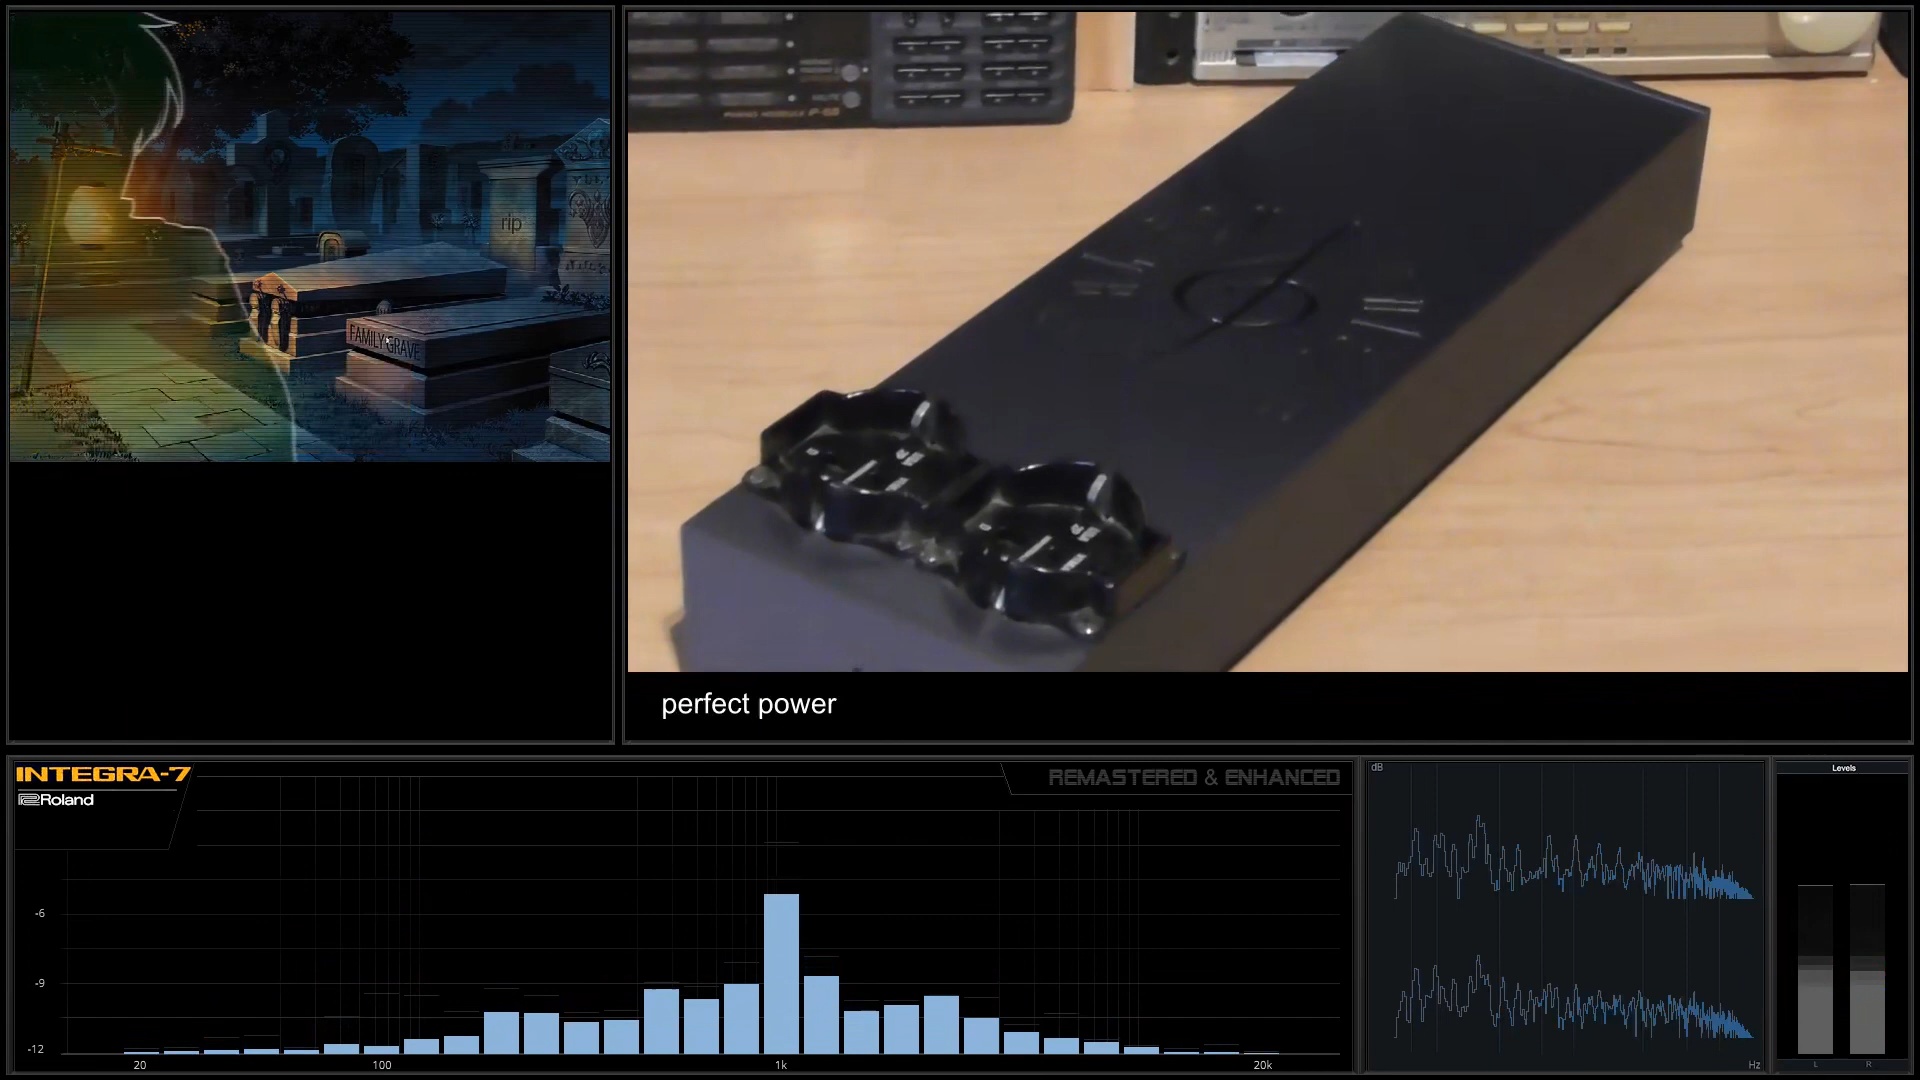 rip
FAMILY GRAVE
perfect power
INTEGRA-7
Roland
REMASTERED & ENHANCED
-6
-9
-12
20
100
1k
20k
dB
Hz
Levels
L
R